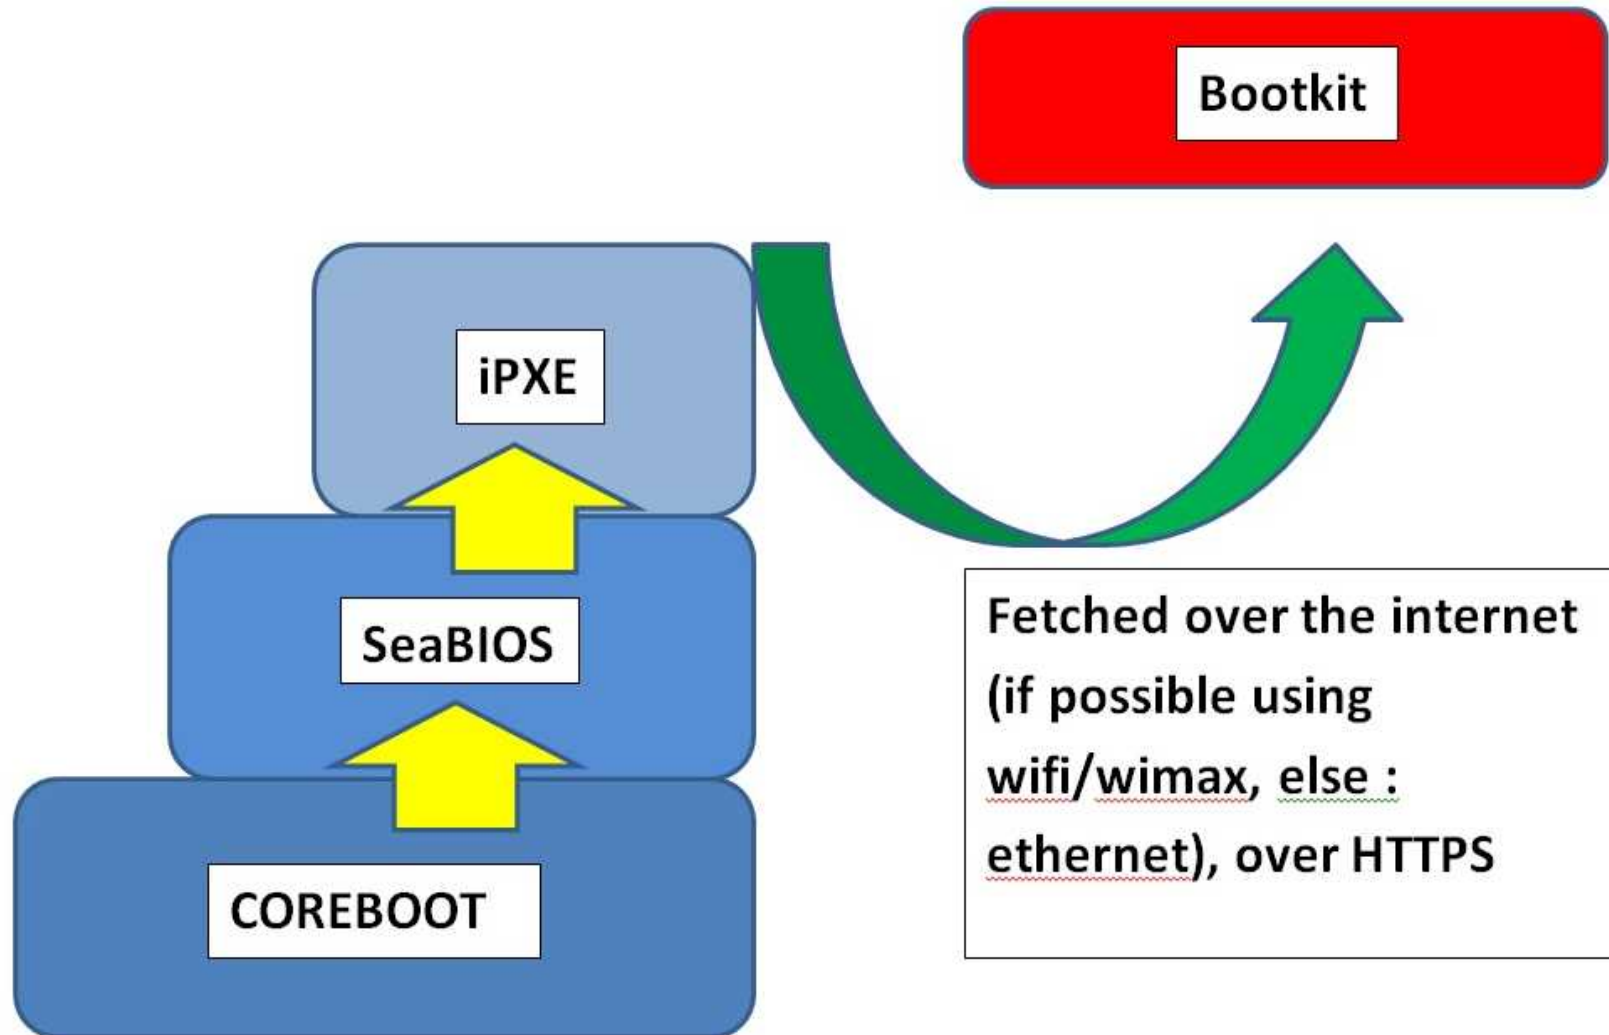 Bootkit
iPXE
SeaBIOS
COREBOOT
Fetched over the internet
(if possible using
wifi/wimax, else :
ethernet), over HTTPS